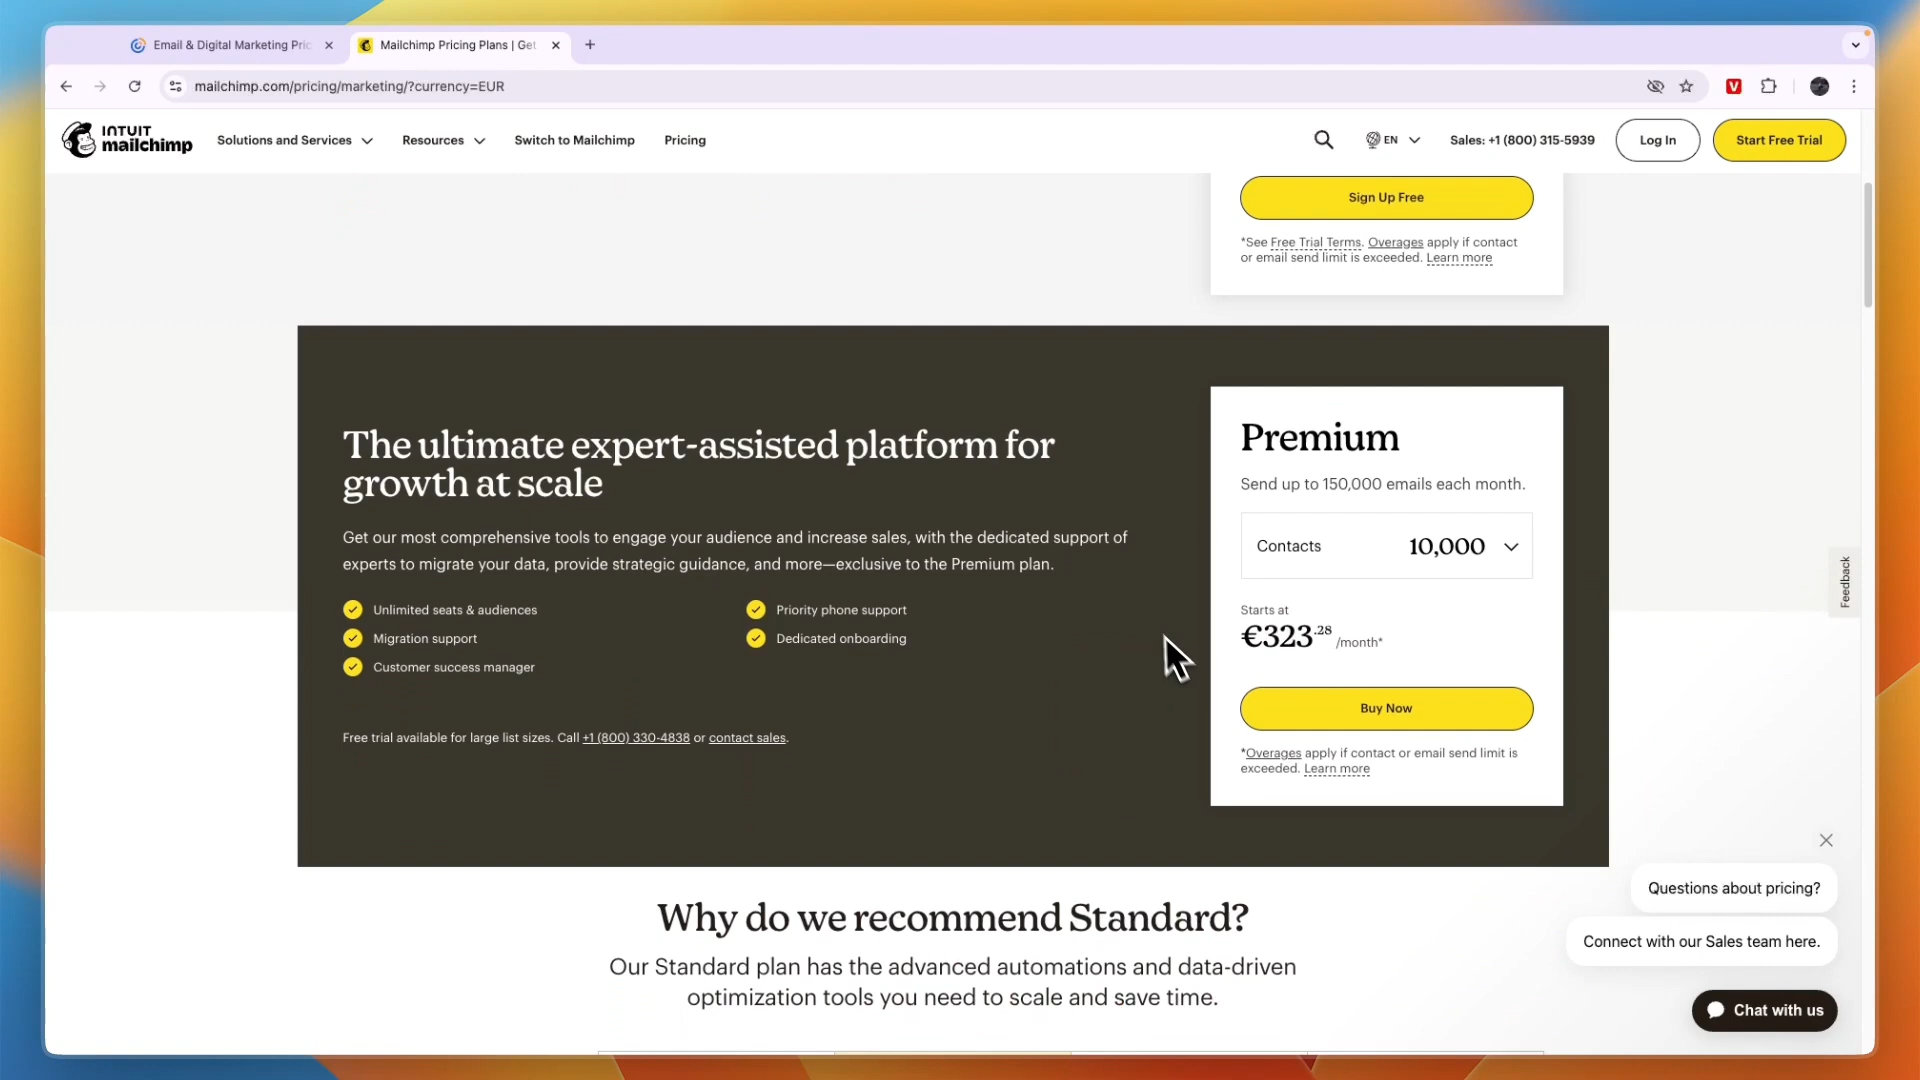 Email & Digital Marketing Pric
Mailchimp Pricing Plans | Get
mailchimp.com/pricing/marketing/?currency=EUR
INTUIT
mailchimp
Solutions and Services
Resources
Switch to Mailchimp
Pricing
EN
Sales: +1 (800) 315-5939
Log In
Start Free Trial
Sign Up Free
*See Free Trial Terms. Overages apply if contact
or email send limit is exceeded. Learn more
The ultimate expert-assisted platform for
growth at scale
Get our most comprehensive tools to engage your audience and increase sales, with the dedicated support of
experts to migrate your data, provide strategic guidance, and more—exclusive to the Premium plan.
Unlimited seats & audiences
Migration support
Customer success manager
Priority phone support
Dedicated onboarding
Free trial available for large list sizes. Call +1 (800) 330-4838 or contact sales.
Premium
Send up to 150,000 emails each month.
Contacts 10,000
Starts at
€323.28 /month*
Buy Now
*Overages apply if contact or email send limit is
exceeded. Learn more
Feedback
Why do we recommend Standard?
Our Standard plan has the advanced automations and data-driven
optimization tools you need to scale and save time.
Questions about pricing?
Connect with our Sales team here.
Chat with us